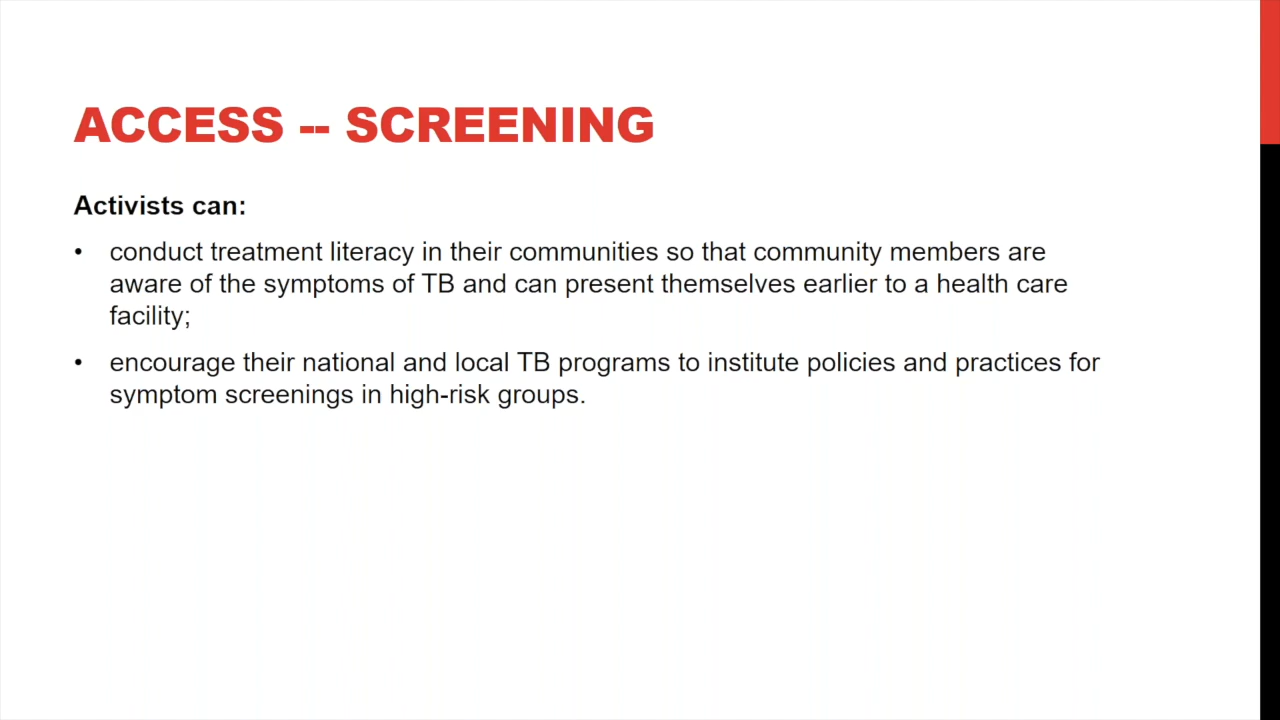 ACCESS -- SCREENING
Activists can:
• conduct treatment literacy in their communities so that community members are
aware of the symptoms of TB and can present themselves earlier to a health care
facility;
• encourage their national and local TB programs to institute policies and practices for
symptom screenings in high-risk groups.